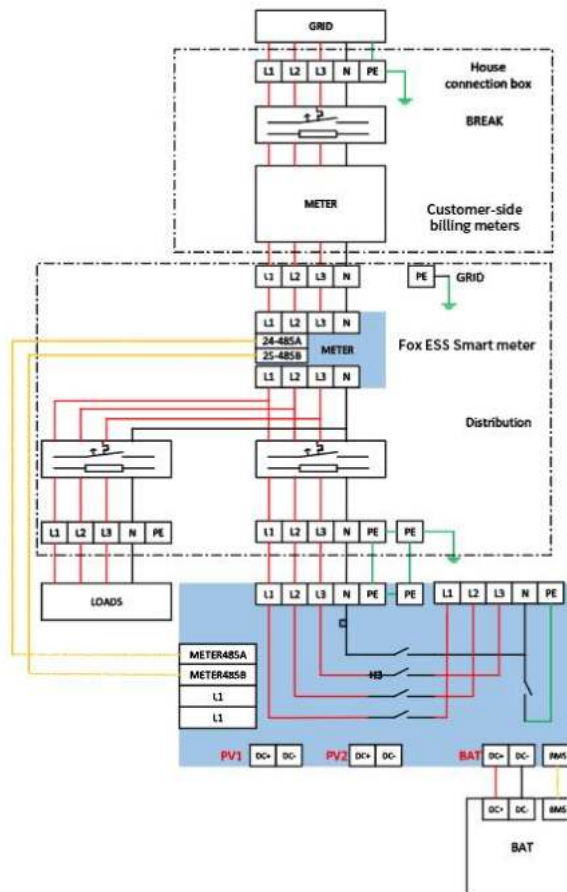 GRID
L1 L2 L3 N PE
House
connection box
BREAK
METER
Customer-side
billing meters
L1 L2 L3 N
PE
GRID
L1 L2 L3 N
24-485A
METER
25-485B
Fox ESS Smart meter
L1 L2 L3 N
Distribution
L1 L2 L3 N PE
L1 L2 L3 N PE PE
LOADS
L1 L2 L3 N PE PE
L1 L2 L3 N PE
METER485A
METER485B
L1
L1
H3
PV1 DC+ DC-
PV2 DC+ DC-
BAT DC+ DC- BMS
DC+ DC- BMS
BAT